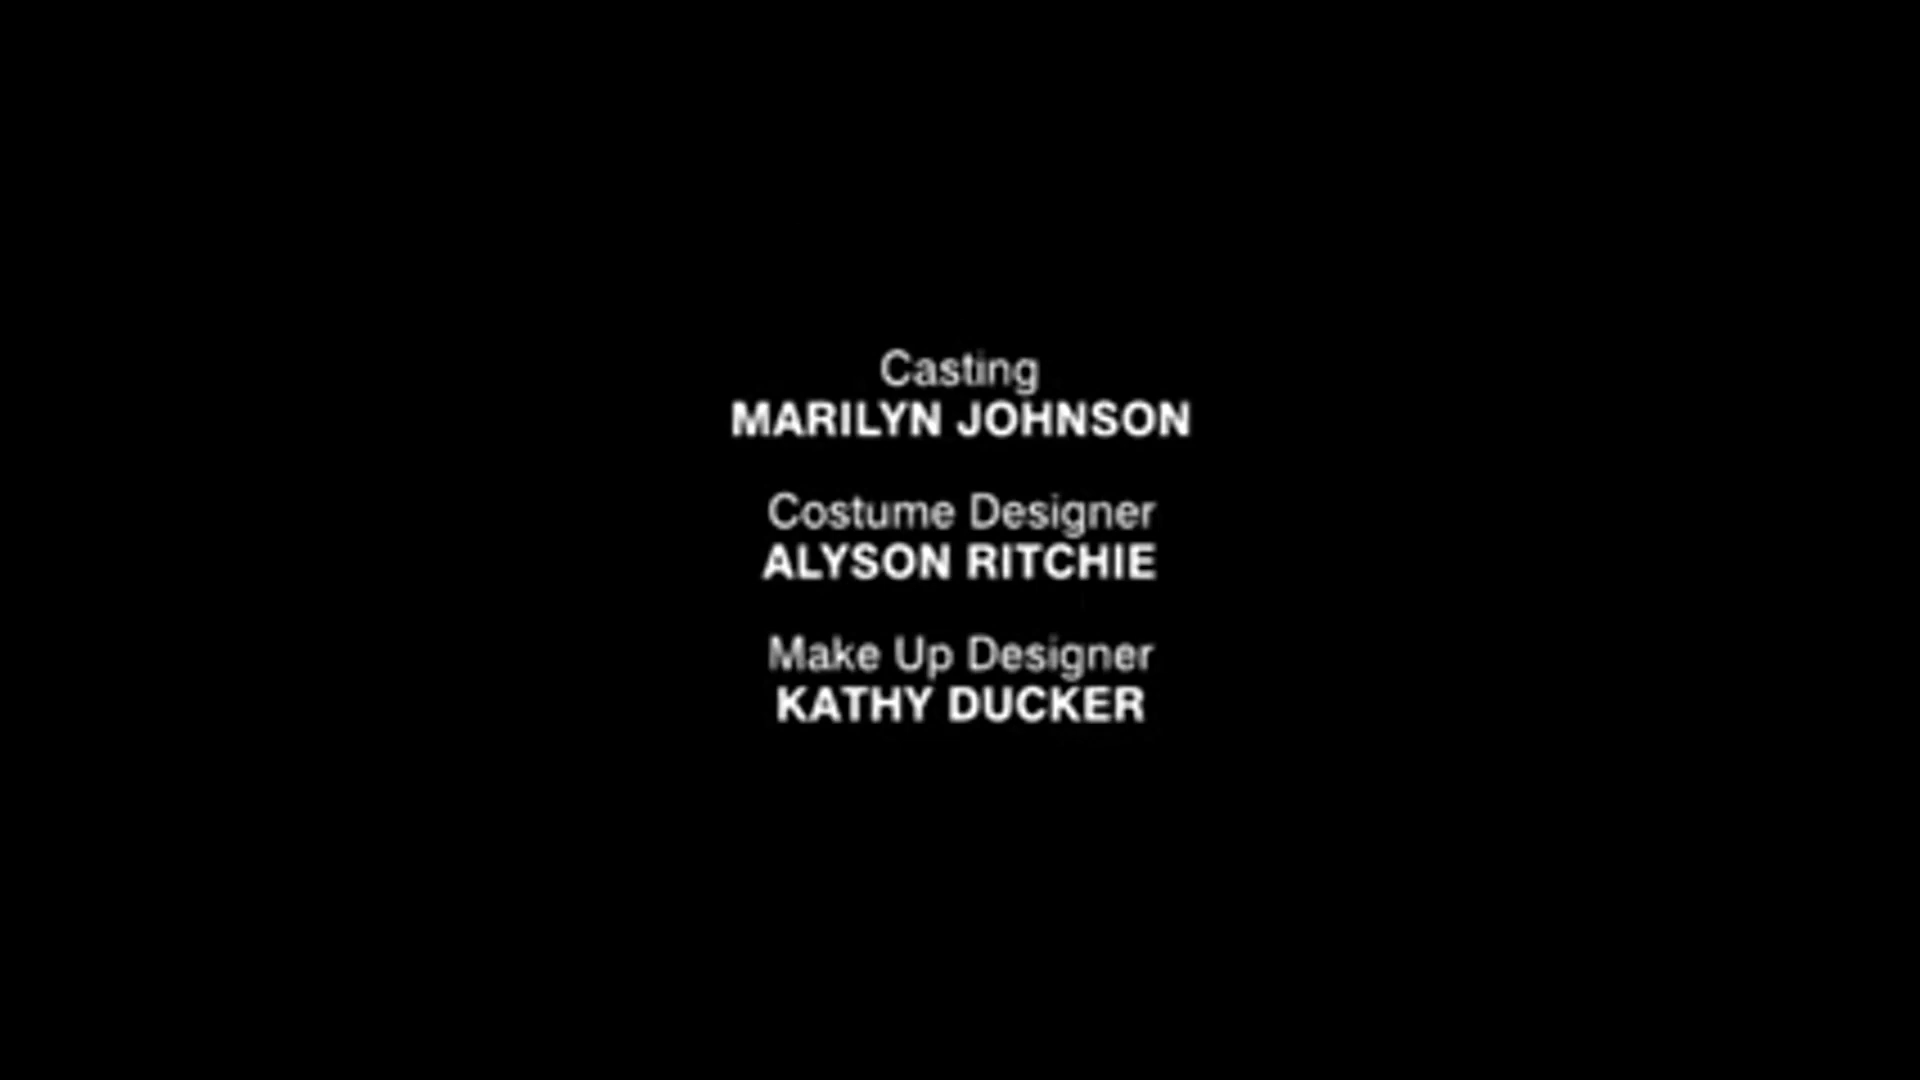 Casting
MARILYN JOHNSON
Costume Designer
ALYSON RITCHIE
Make Up Designer
KATHY DUCKER